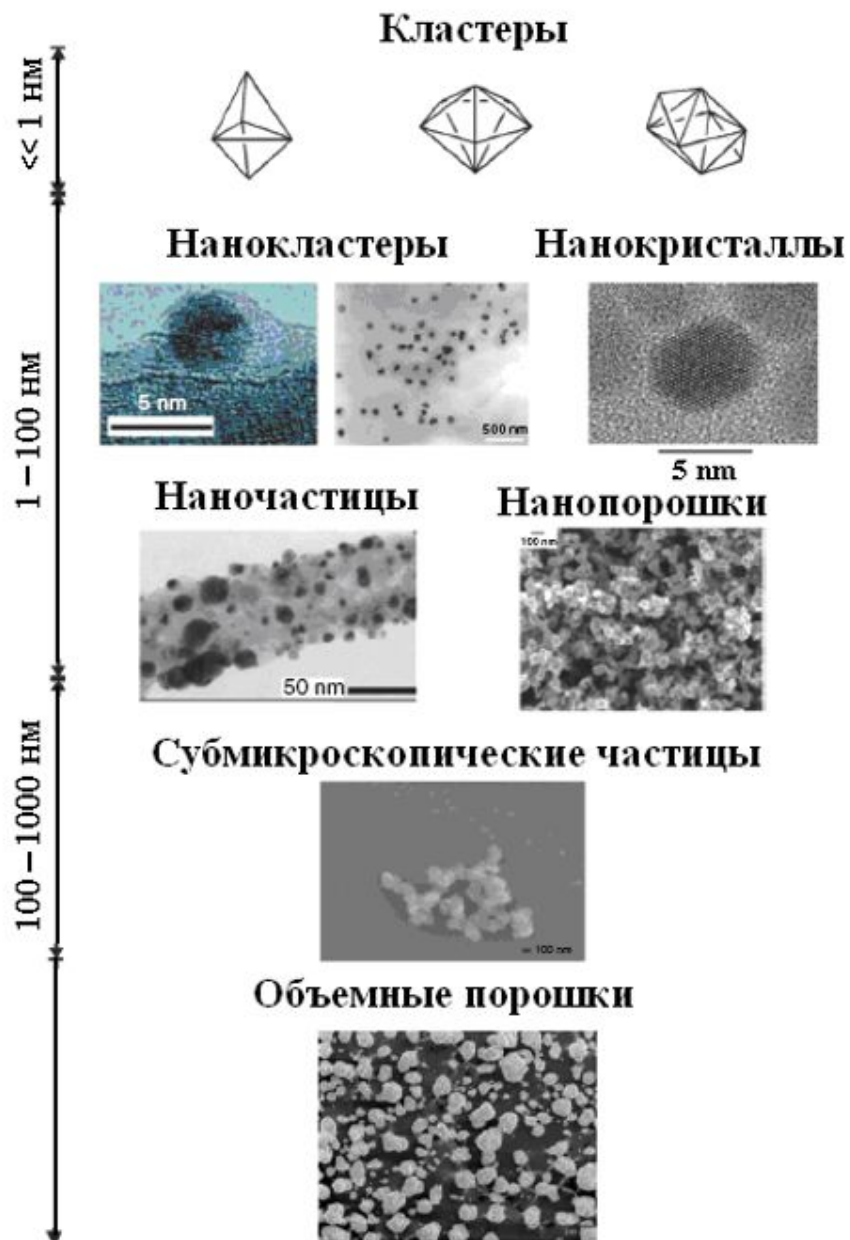 Кластеры
<< 1 нм
Нанокластеры
Нанокристаллы
5 nm
500 nm
5 nm
1–100 нм
Наночастицы
Нанопорошки
100 nm
50 nm
Субмикроскопические частицы
100–1000 нм
100 nm
Объемные порошки